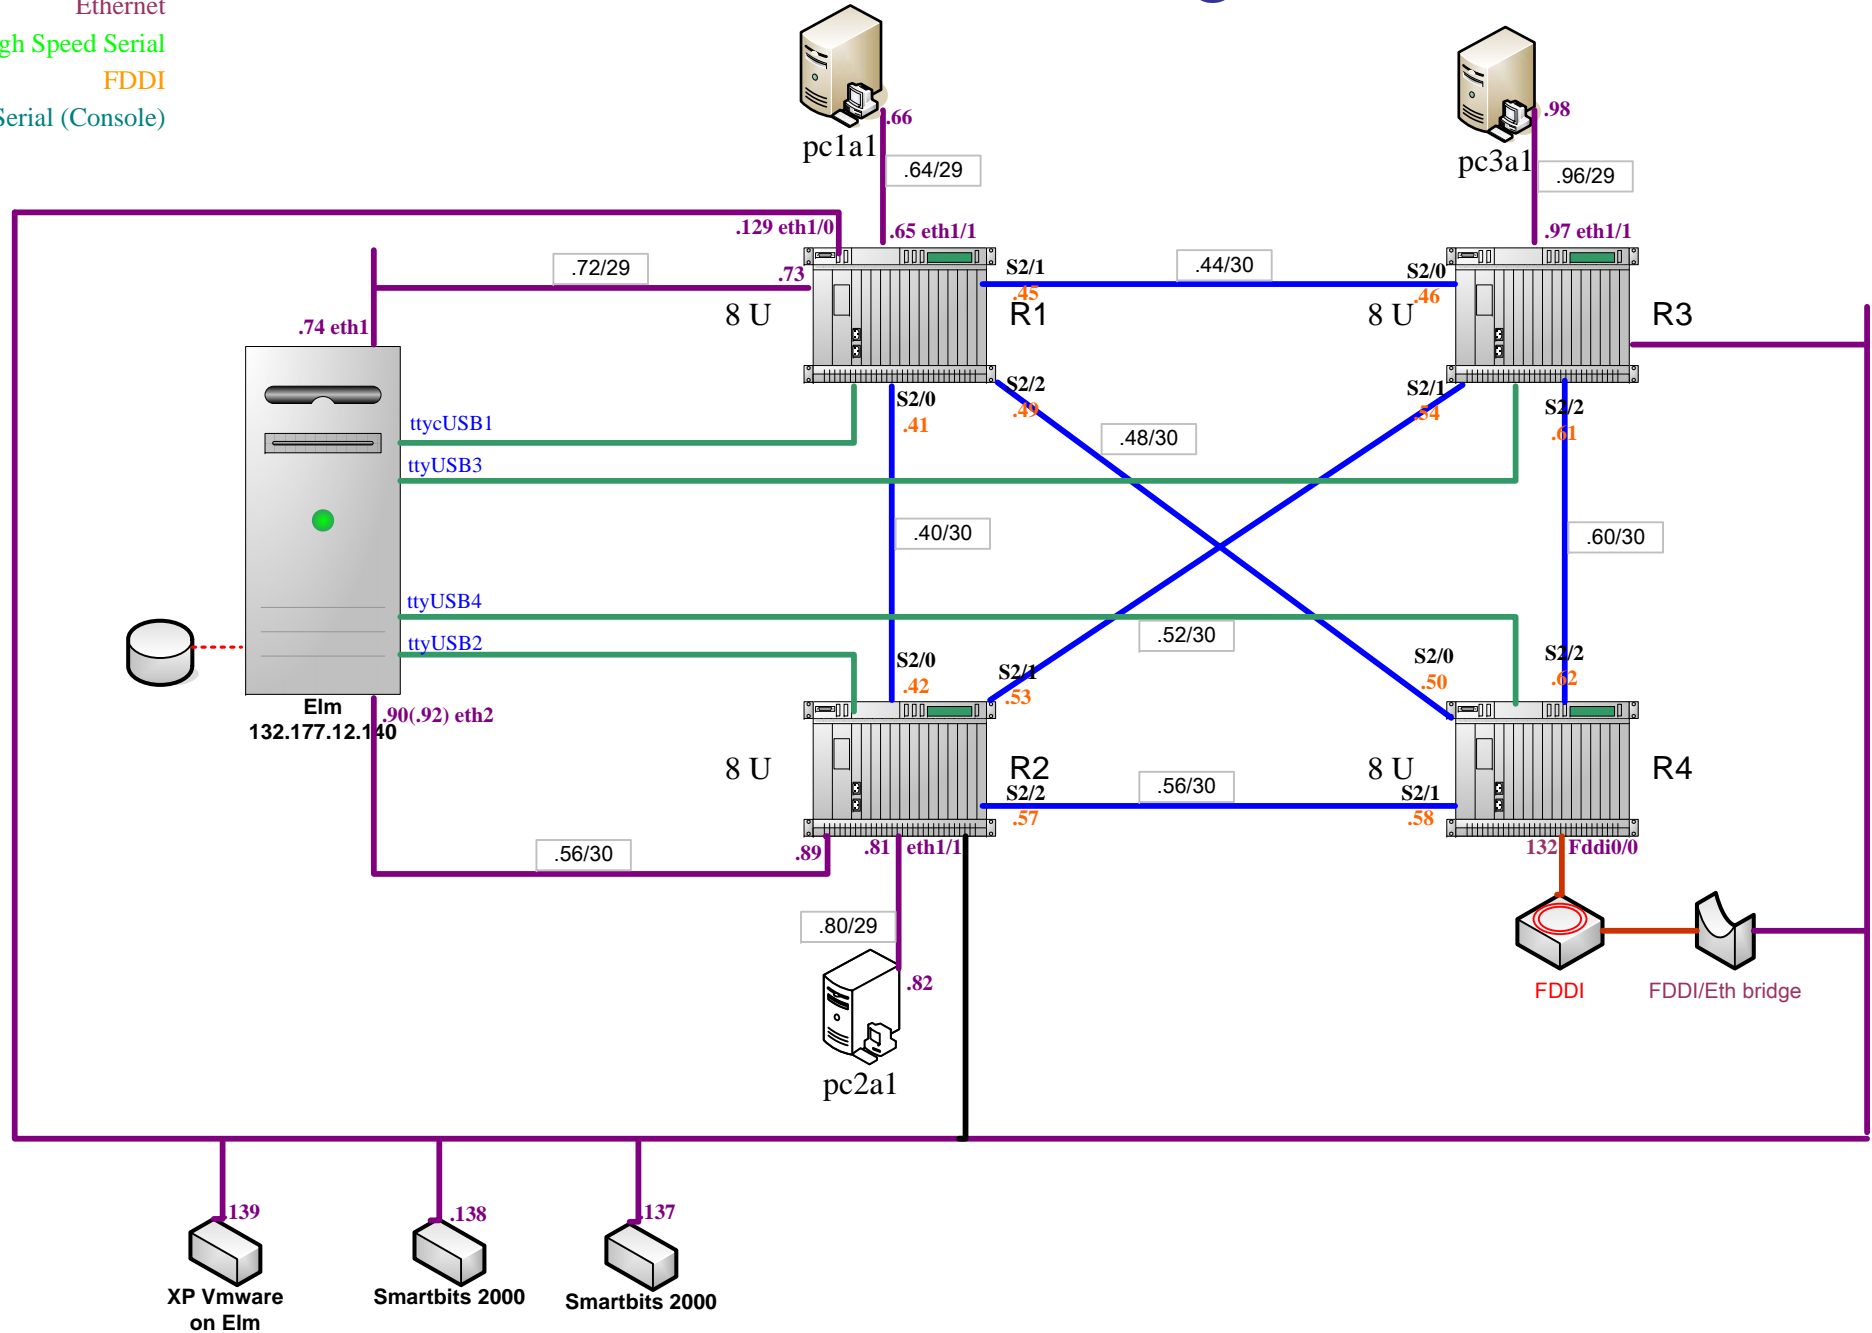 Ethernet
gh Speed Serial
FDDI
Serial (Console)
.66
pc1a1
.64/29
.98
pc3a1
.96/29
.129 eth1/0
.65 eth1/1
.97 eth1/1
.72/29
.73
S2/1
.45
.44/30
S2/0
.46
8 U
R1
8 U
R3
.74 eth1
S2/0
.41
S2/2
.49
S2/1
.54
S2/2
.61
ttycUSB1
.48/30
ttyUSB3
.40/30
.60/30
ttyUSB4
.52/30
ttyUSB2
S2/0
.42
S2/1
.53
S2/0
.50
S2/2
.62
Elm
132.177.12.140
.90(.92) eth2
8 U
R2
S2/2
.57
.56/30
8 U
R4
S2/1
.58
.56/30
.89
.81
eth1/1
132
Fddi0/0
.80/29
.82
pc2a1
FDDI
FDDI/Eth bridge
.139
.138
.137
XP Vmware
on Elm
Smartbits 2000
Smartbits 2000